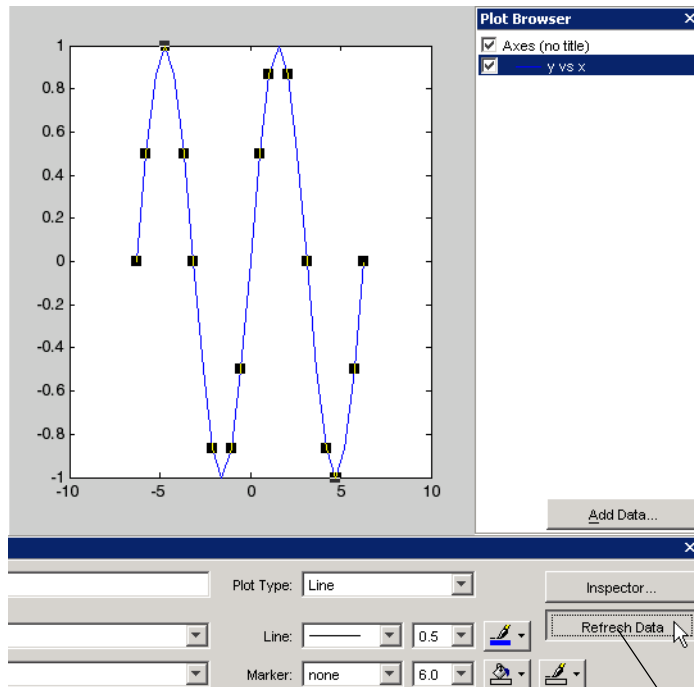 Plot Browser
Axes (no title)
y vs x
1
0.8
0.6
0.4
0.2
0
-0.2
-0.4
-0.6
-0.8
-1
-10 -5 0 5 10
Add Data...
Plot Type: Line
Inspector...
Line: 0.5
Refresh Data
Marker: none 6.0